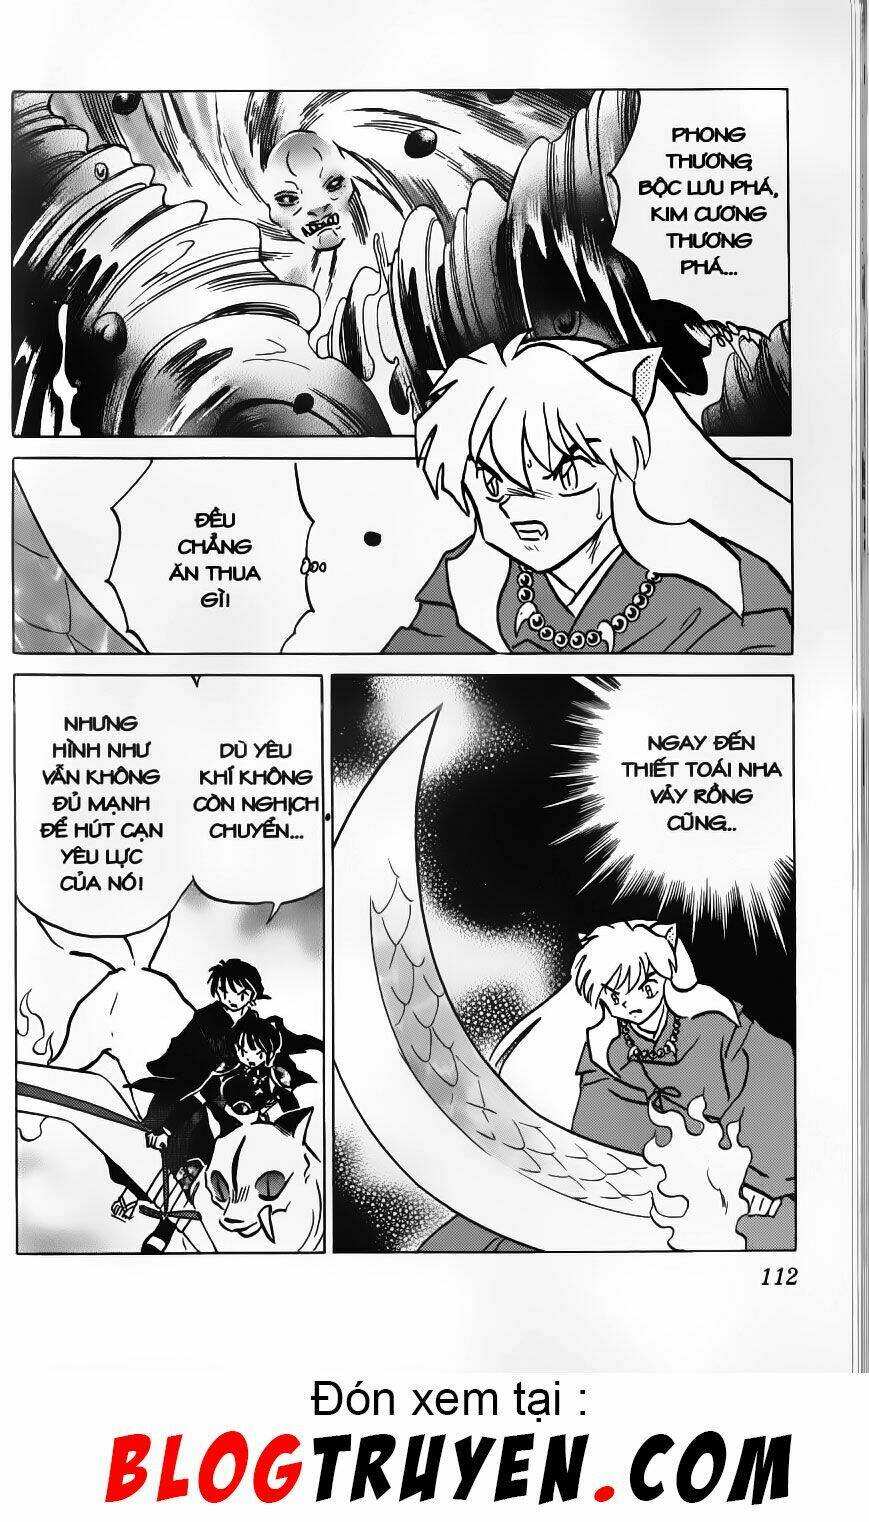 PHONG
THƯƠNG,
BỘC LƯU PHÁ,
KIM CƯƠNG
THƯƠNG
PHÁ...
ĐỀU
CHẲNG
ĂN THUA
GÌ!
NGAY ĐẾN
THIẾT TOÁI NHA
VẢY RỒNG
CŨNG...
DÙ YÊU
KHÍ KHÔNG
CÒN NGHỊCH
CHUYỂN...
NHƯNG
HÌNH NHƯ
VẪN KHÔNG
ĐỦ MẠNH
ĐỂ HÚT CẠN
YÊU LỰC
CỦA NÓ!
112
Đón xem tại :
BLOGTRUYEN.COM